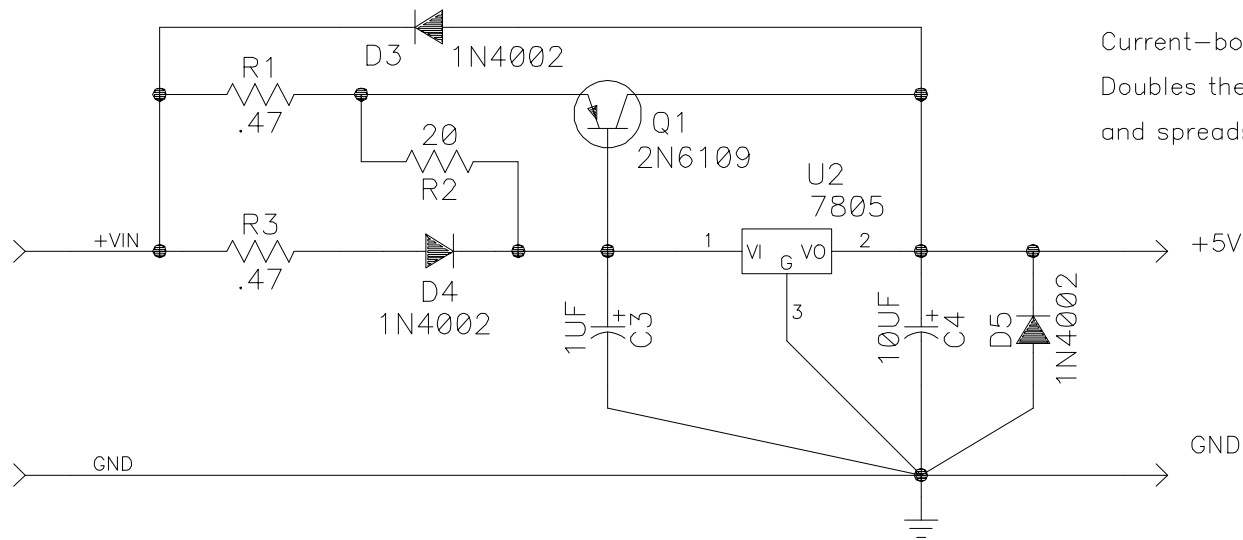 D3
1N4002
Current-bo
Doubles the
and spreads
R1
.47
Q1
2N6109
20
R2
U2
7805
R3
.47
+VIN
D4
1N4002
1
VI
VO
G
2
3
+5V
1UF
+
C3
10UF
+
C4
D5
1N4002
GND
GND